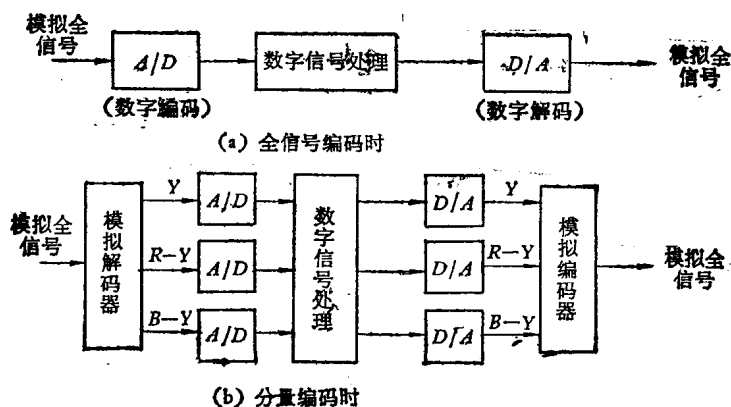 模拟全
信号
A/D
数字信号处理
D/A
模拟全
信号
(数字编码)
(数字解码)
(a) 全信号编码时
模拟全
信号
模拟解码器
Y
R—Y
B—Y
A/D
A/D
A/D
数字信号处理
D/A
D/A
D/A
Y
R—Y
B—Y
模拟编码器
模拟全
信号
(b) 分量编码时